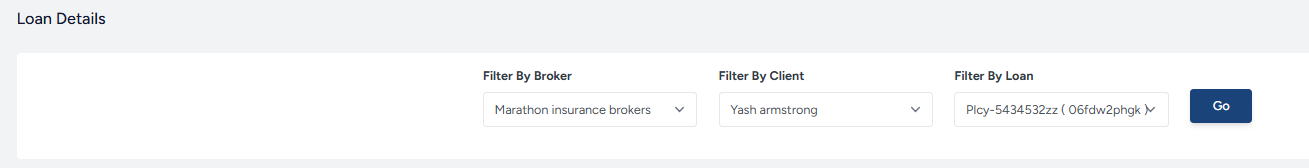 Loan Details
Filter By Broker Filter By Client Filter By Loan
Marathon insurance brokers Yash armstrong Plcy-5434532zz ( 06fdw2phgk ) Go